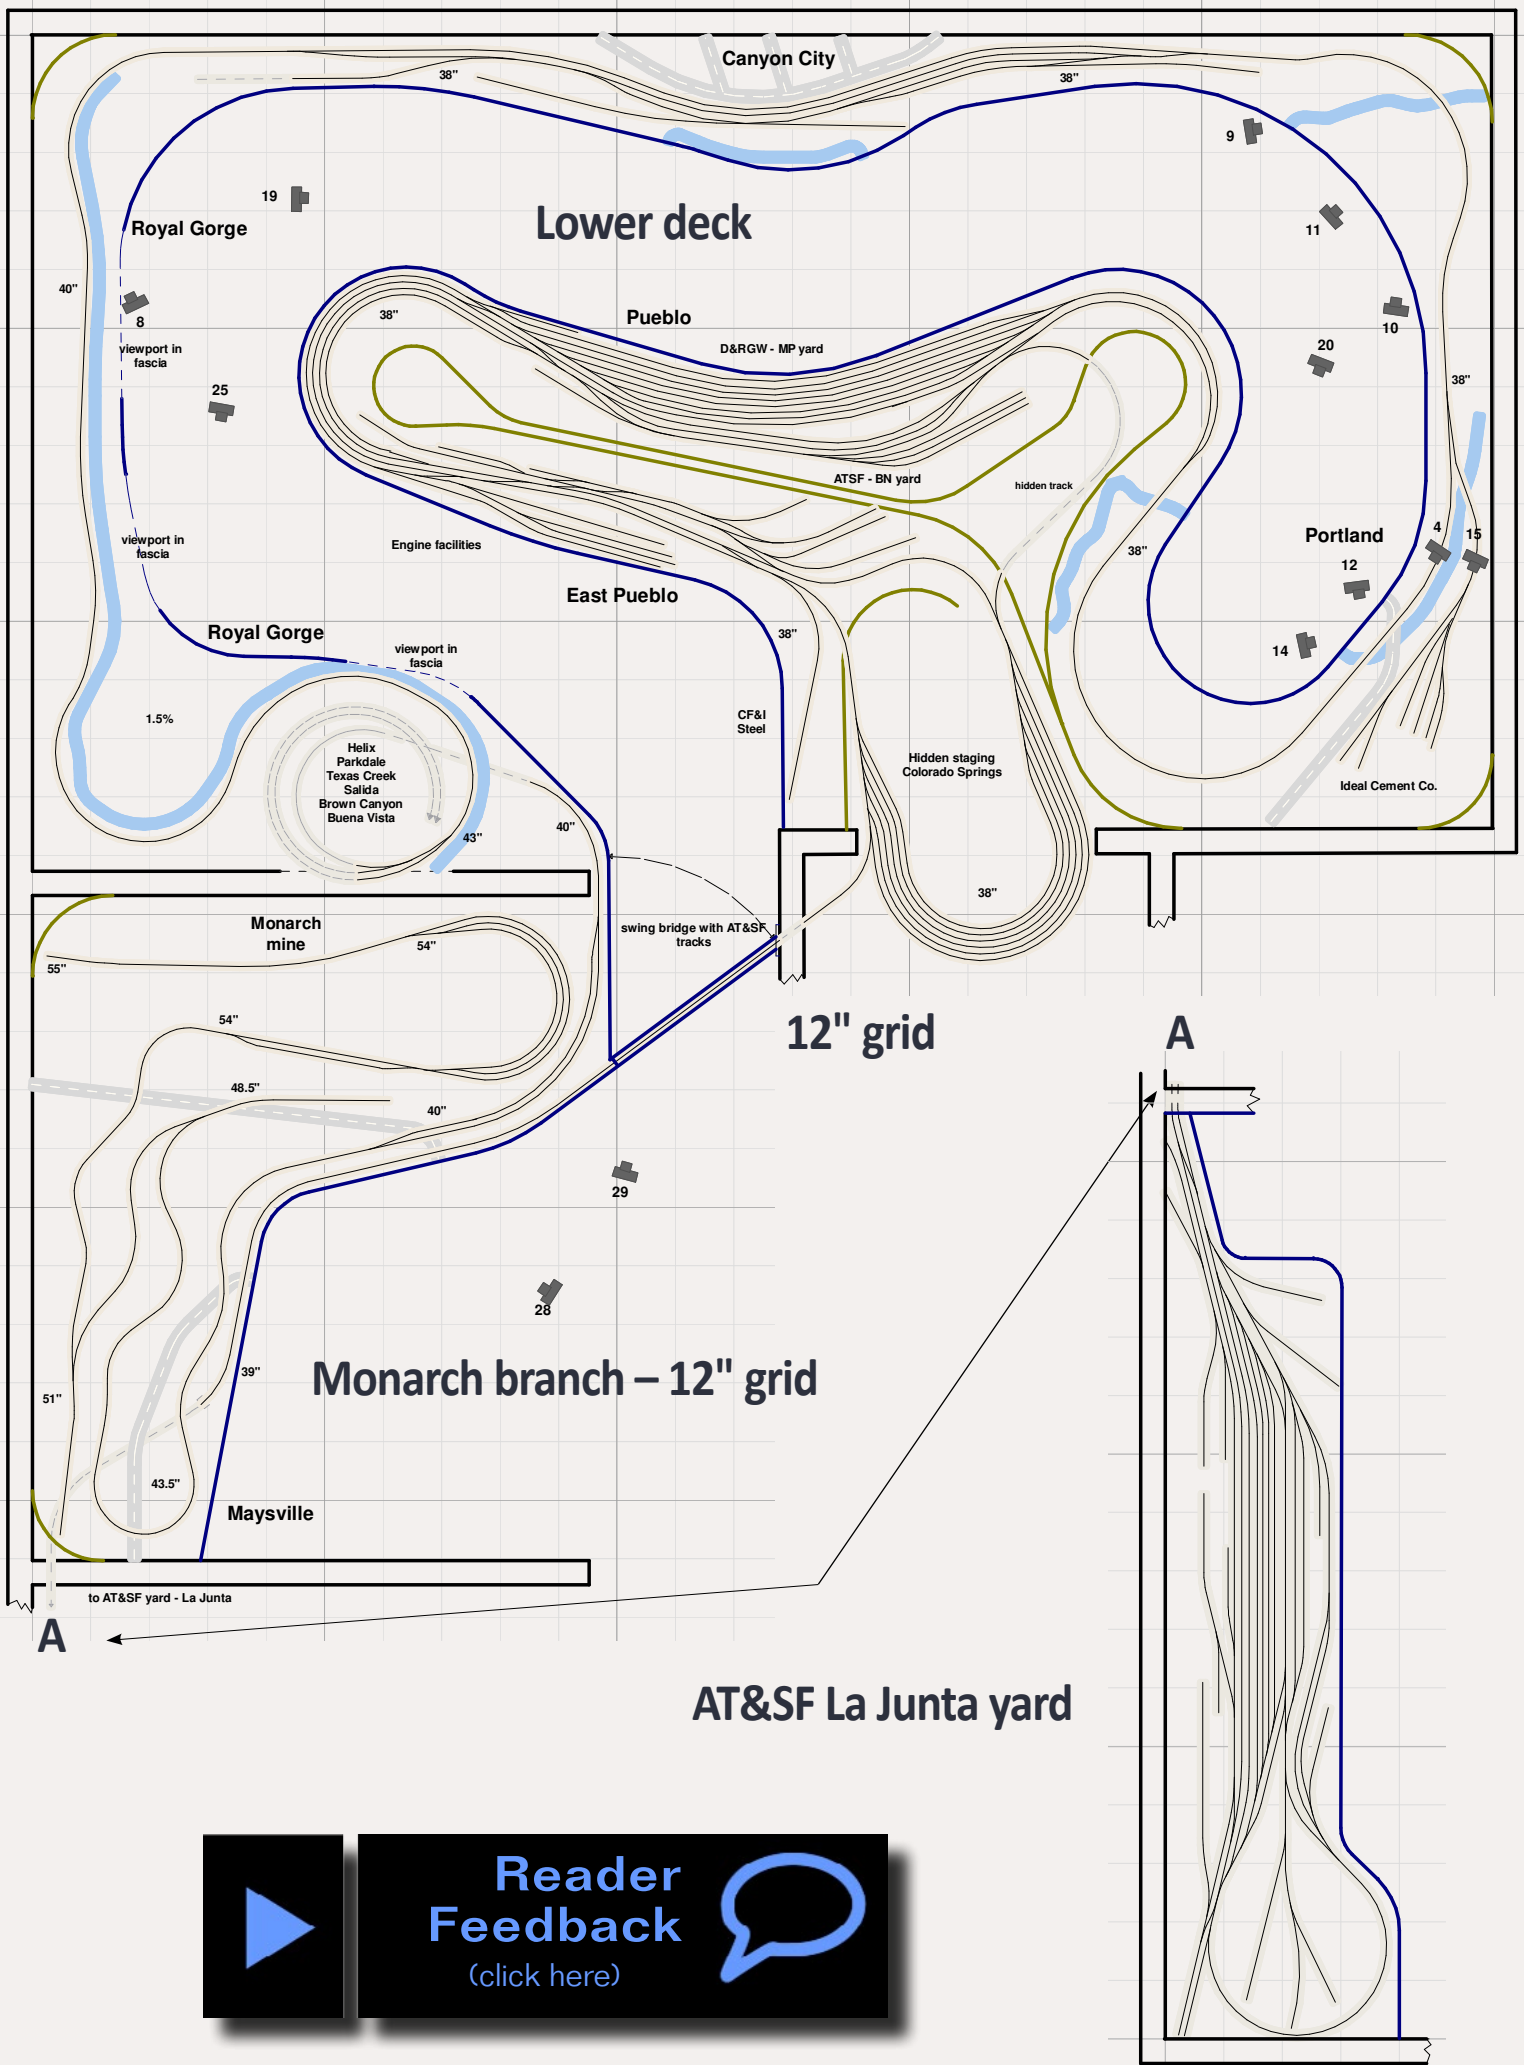 Canyon City
38"
38"
9
19
Royal Gorge
Lower deck
11
40"
8
38"
Pueblo
10
D&RGW - MP yard
20
viewport in
fascia
25
38"
ATSF - BN yard
hidden track
Portland
4
15
viewport in
fascia
Engine facilities
38"
12
East Pueblo
Royal Gorge
38"
viewport in
fascia
14
1.5%
CF&I
Steel
Helix
Parkdale
Texas Creek
Salida
Brown Canyon
Buena Vista
Hidden staging
Colorado Springs
Ideal Cement Co.
43"
40"
38"
Monarch
mine
54"
swing bridge with AT&SF
tracks
55"
54"
12" grid
A
48.5"
40"
29
28
39"
Monarch branch – 12" grid
51"
43.5"
Maysville
to AT&SF yard - La Junta
A
AT&SF La Junta yard
Reader
Feedback
(click here)